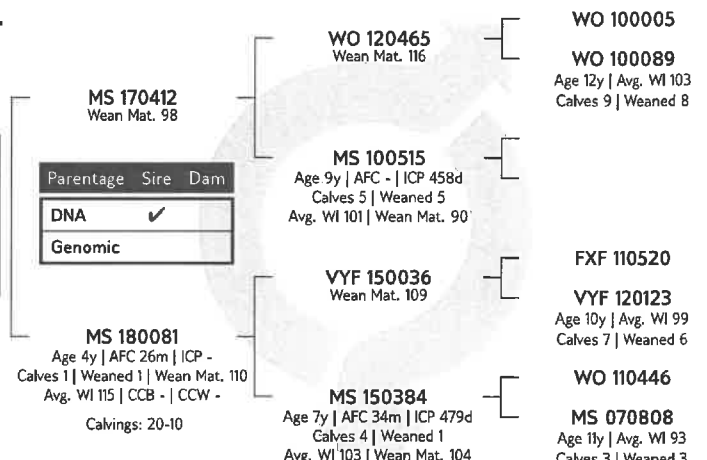 MS 170412
Wean Mat. 98
Parentage Sire Dam
DNA ✔
Genomic
MS 180081
Age 4y | AFC 26m | ICP -
Calves 1 | Weaned 1 | Wean Mat. 110
Avg. WI 115 | CCB - | CCW -
Calvings: 20-10
WO 120465
Wean Mat. 116
MS 100515
Age 9y | AFC - | ICP 458d
Calves 5 | Weaned 5
Avg. WI 101 | Wean Mat. 90
VYF 150036
Wean Mat. 109
MS 150384
Age 7y | AFC 34m | ICP 479d
Calves 4 | Weaned 1
Avg. WI 103 | Wean Mat. 104
WO 100005
WO 100089
Age 12y | Avg. WI 103
Calves 9 | Weaned 8
FXF 110520
VYF 120123
Age 10y | Avg. WI 99
Calves 7 | Weaned 6
WO 110446
MS 070808
Age 11y | Avg. WI 93
Calves 3 | Weaned 3